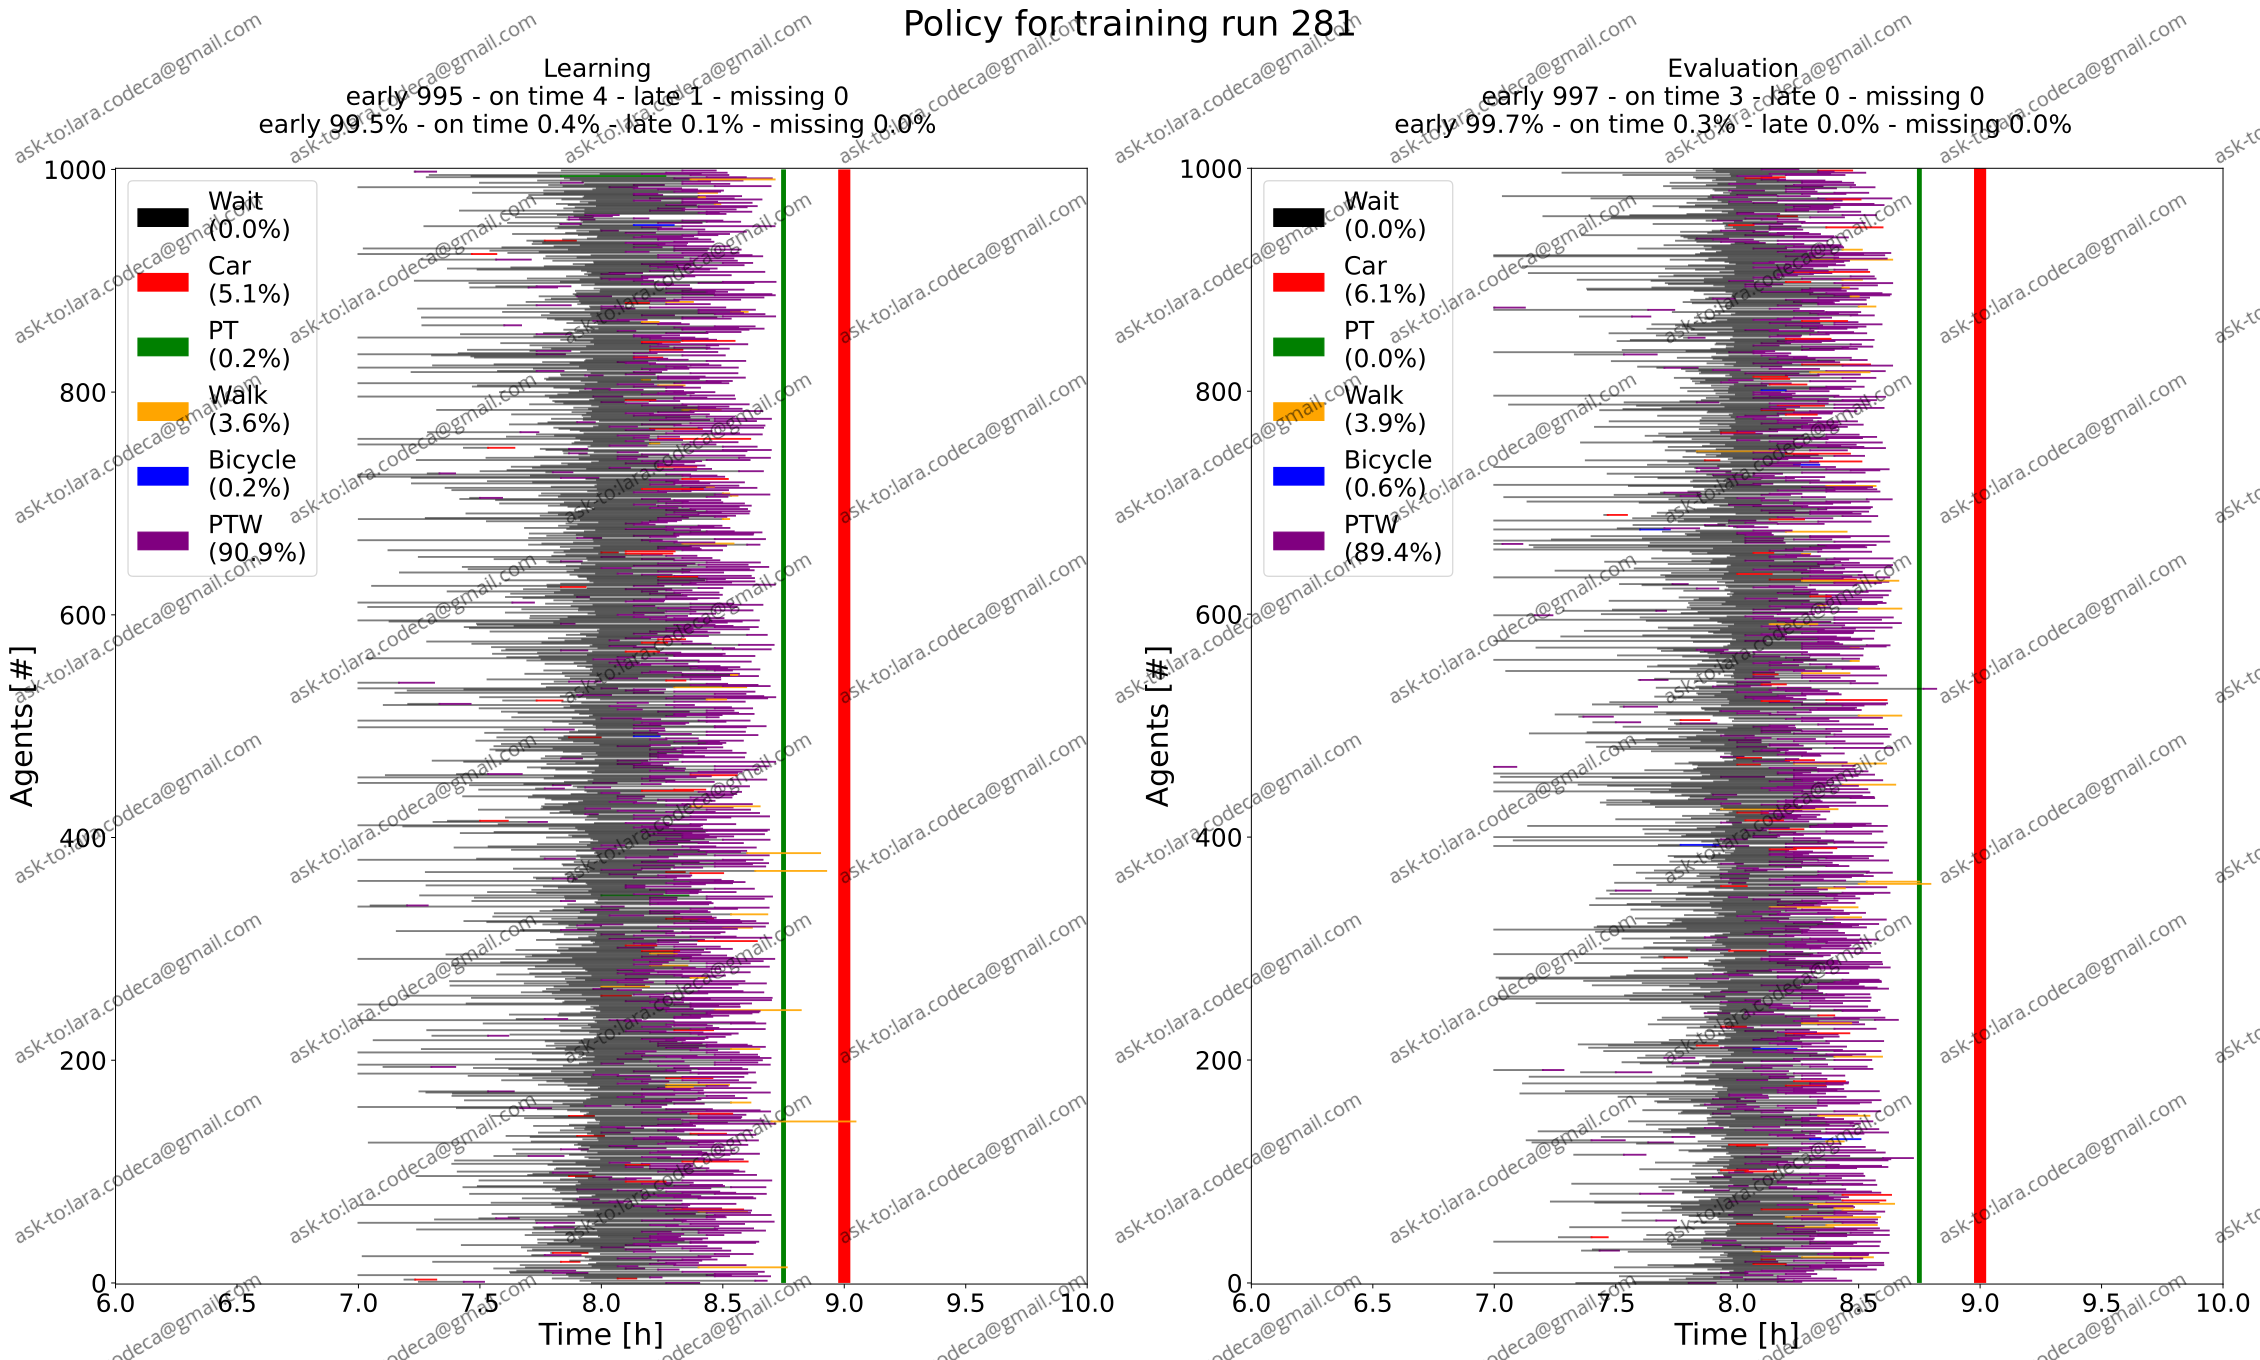 Policy for training run 281
Learning
early 995 - on time 4 - late 1 - missing 0
early 99.5% - on time 0.4% - late 0.1% - missing 0.0%
Evaluation
early 997 - on time 3 - late 0 - missing 0
early 99.7% - on time 0.3% - late 0.0% - missing 0.0%
Wait
(0.0%)
Car
(5.1%)
PT
(0.2%)
Walk
(3.6%)
Bicycle
(0.2%)
PTW
(90.9%)
1000
800
600
400
200
0
Agents [#]
6.0 6.5 7.0 7.5 8.0 8.5 9.0 9.5 10.0
Time [h]
Wait
(0.0%)
Car
(6.1%)
PT
(0.0%)
Walk
(3.9%)
Bicycle
(0.6%)
PTW
(89.4%)
1000
800
600
400
200
0
Agents [#]
6.0 6.5 7.0 7.5 8.0 8.5 9.0 9.5 10.0
Time [h]
ask-to:lara.codeca@gmail.com